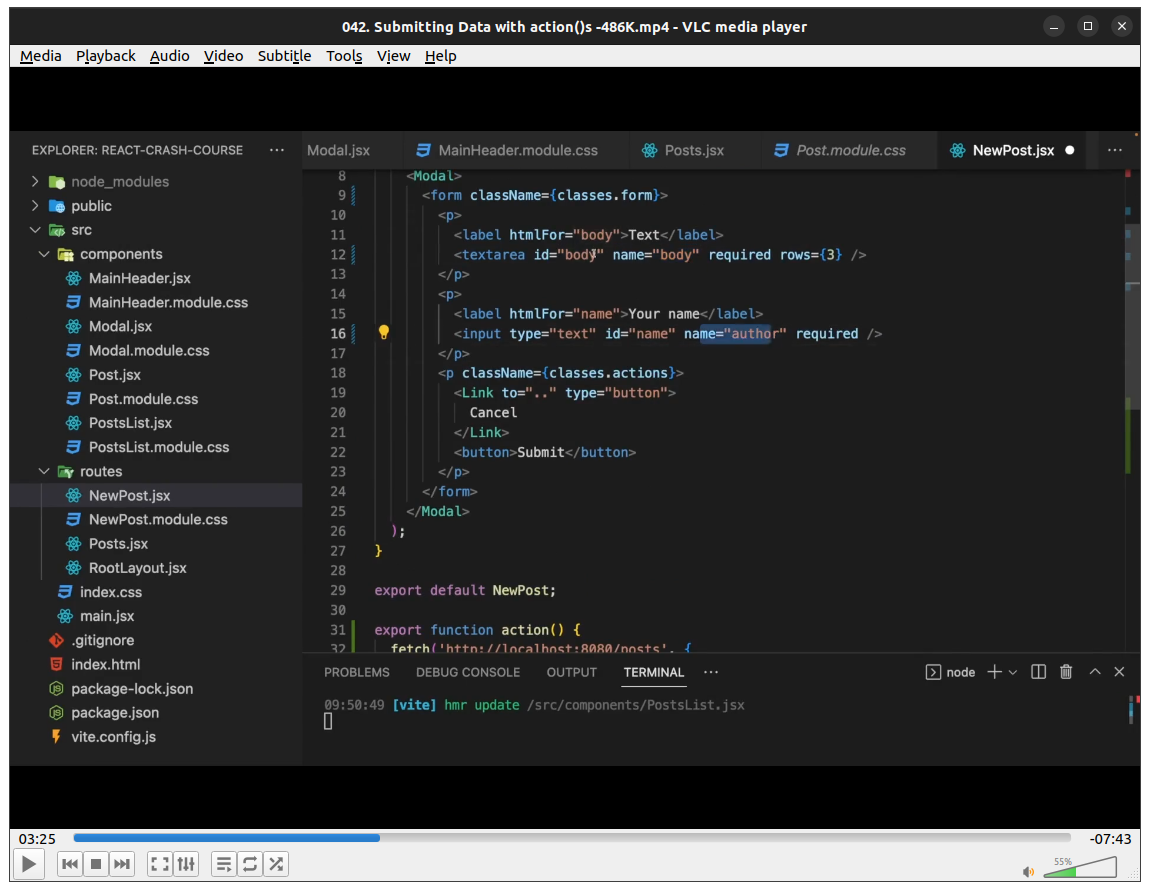 042. Submitting Data with action()s -486K.mp4 - VLC media player
Media Playback Audio Video Subtitle Tools View Help
EXPLORER: REACT-CRASH-COURSE ...
node_modules
public
src
components
MainHeader.jsx
MainHeader.module.css
Modal.jsx
Modal.module.css
Post.jsx
Post.module.css
PostsList.jsx
PostsList.module.css
routes
NewPost.jsx
NewPost.module.css
Posts.jsx
RootLayout.jsx
index.css
main.jsx
.gitignore
index.html
package-lock.json
package.json
vite.config.js
Modal.jsx MainHeader.module.css Posts.jsx Post.module.css NewPost.jsx ...
8 <Modal>
9 <form className={classes.form}>
10 <p>
11 <label htmlFor="body">Text</label>
12 <textarea id="body" name="body" required rows={3} />
13 </p>
14 <p>
15 <label htmlFor="name">Your name</label>
16 <input type="text" id="name" name="author" required />
17 </p>
18 <p className={classes.actions}>
19 <Link to=".." type="button">
20 Cancel
21 </Link>
22 <button>Submit</button>
23 </p>
24 </form>
25 </Modal>
26 );
27 }
28
29 export default NewPost;
30
31 export function action() {
32 fetch('http://localhost:8080/posts', {
PROBLEMS DEBUG CONSOLE OUTPUT TERMINAL ... node
09:50:49 [vite] hmr update /src/components/PostsList.jsx
03:25 -07:43
55%